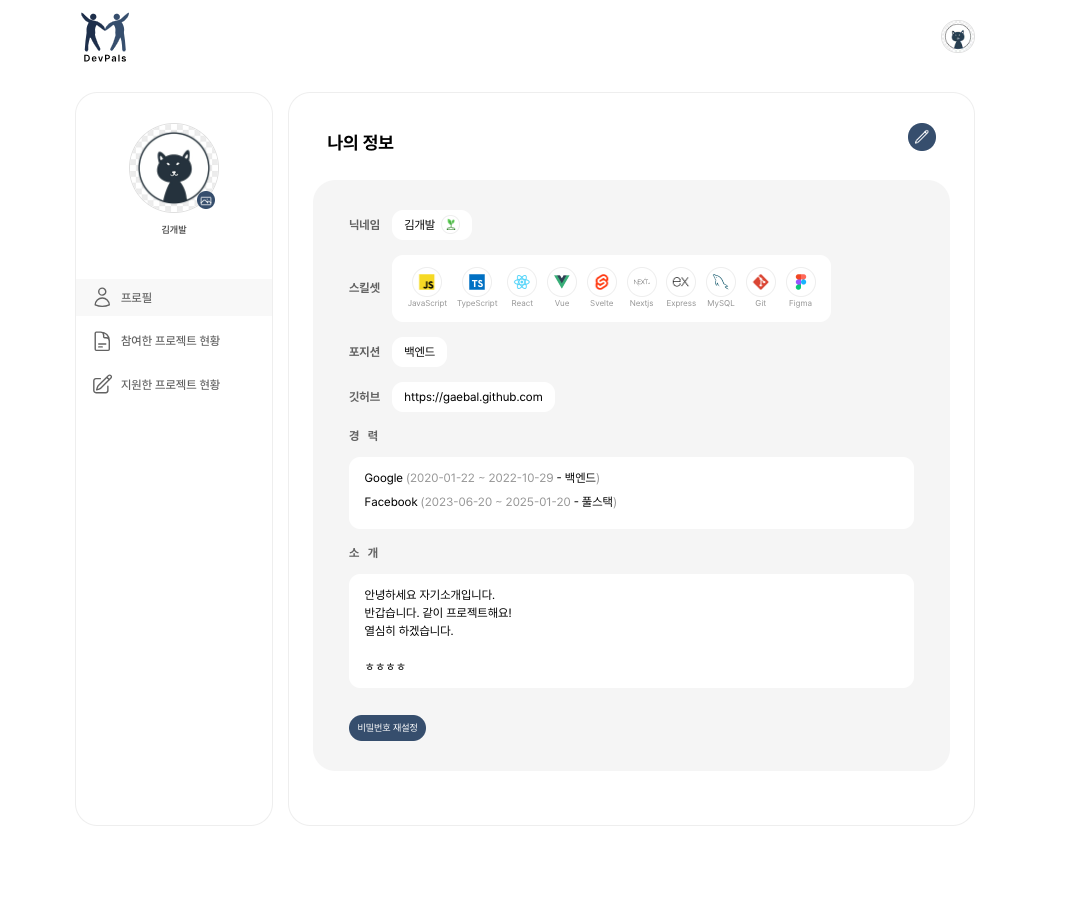 DevPals
김개발
프로필
참여한 프로젝트 현황
지원한 프로젝트 현황
나의 정보
닉네임 김개발
스킬셋 JS TS NEXT. ex
JavaScript TypeScript React Vue Svelte Nextjs Express MySQL Git Figma
포지션 백엔드
깃허브 https://gaebal.github.com
경 력
Google (2020-01-22 ~ 2022-10-29 - 백엔드)
Facebook (2023-06-20 ~ 2025-01-20 - 풀스택)
소 개
안녕하세요 자기소개입니다.
반갑습니다. 같이 프로젝트해요!
열심히 하겠습니다.
ㅎㅎㅎㅎ
비밀번호 재설정